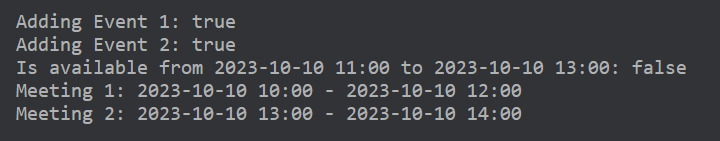 Adding Event 1: true
Adding Event 2: true
Is available from 2023-10-10 11:00 to 2023-10-10 13:00: false
Meeting 1: 2023-10-10 10:00 - 2023-10-10 12:00
Meeting 2: 2023-10-10 13:00 - 2023-10-10 14:00